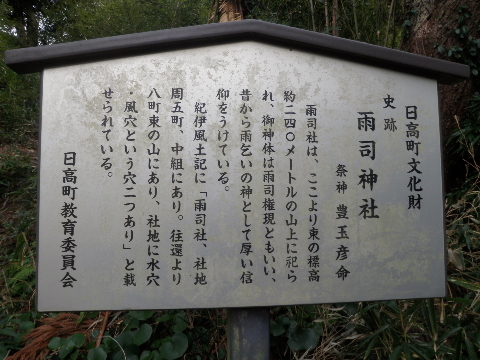 日高町文化財
史跡
雨司神社
祭神 豊玉彦命
雨司社は、ここより東の標高
約二四〇メートルの山上に祀ら
れ、御神体は雨司権現ともいい、
昔から雨乞いの神として厚い信
仰をうけている。
紀伊風土記に「雨司社、社地
周五町、中組にあり。往還より
八町東の山にあり、社地に水穴
・風穴という穴二つあり」と載
せられている。
日高町教育委員会